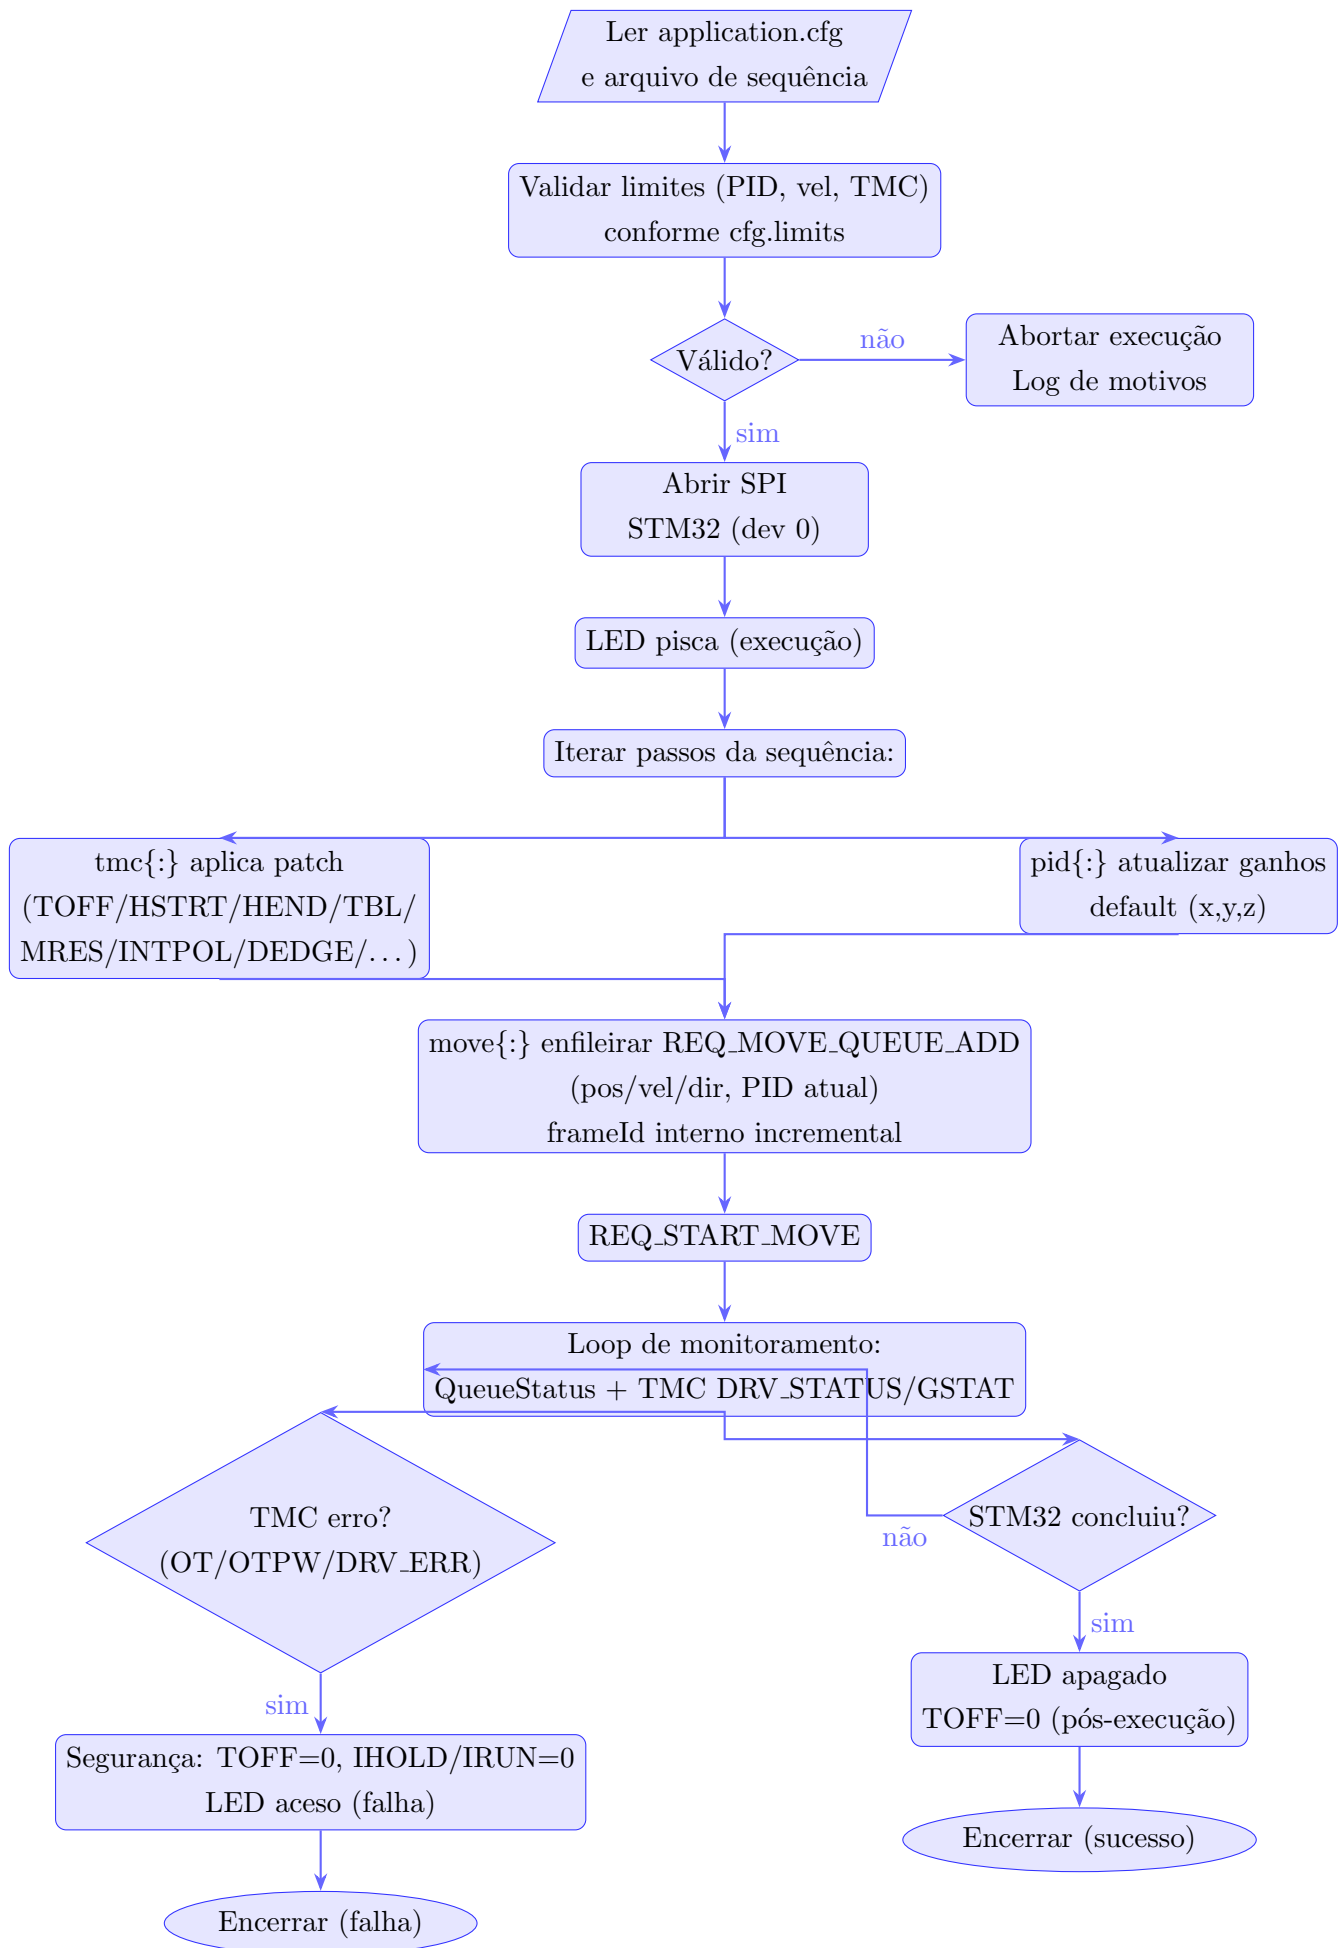 Ler application.cfg
e arquivo de sequência
Validar limites (PID, vel, TMC)
conforme cfg.limits
Válido?
não
Abortar execução
Log de motivos
sim
Abrir SPI
STM32 (dev 0)
LED pisca (execução)
Iterar passos da sequência:
tmc{:} aplica patch
(TOFF/HSTRT/HEND/TBL/
MRES/INTPOL/DEDGE/...)
pid{:} atualizar ganhos
default (x,y,z)
move{:} enfileirar REQ_MOVE_QUEUE_ADD
(pos/vel/dir, PID atual)
frameId interno incremental
REQ_START_MOVE
Loop de monitoramento:
QueueStatus + TMC DRV_STATUS/GSTAT
TMC erro?
(OT/OTPW/DRV_ERR)
STM32 concluiu?
não
sim
sim
LED apagado
TOFF=0 (pós-execução)
Segurança: TOFF=0, IHOLD/IRUN=0
LED aceso (falha)
Encerrar (sucesso)
Encerrar (falha)